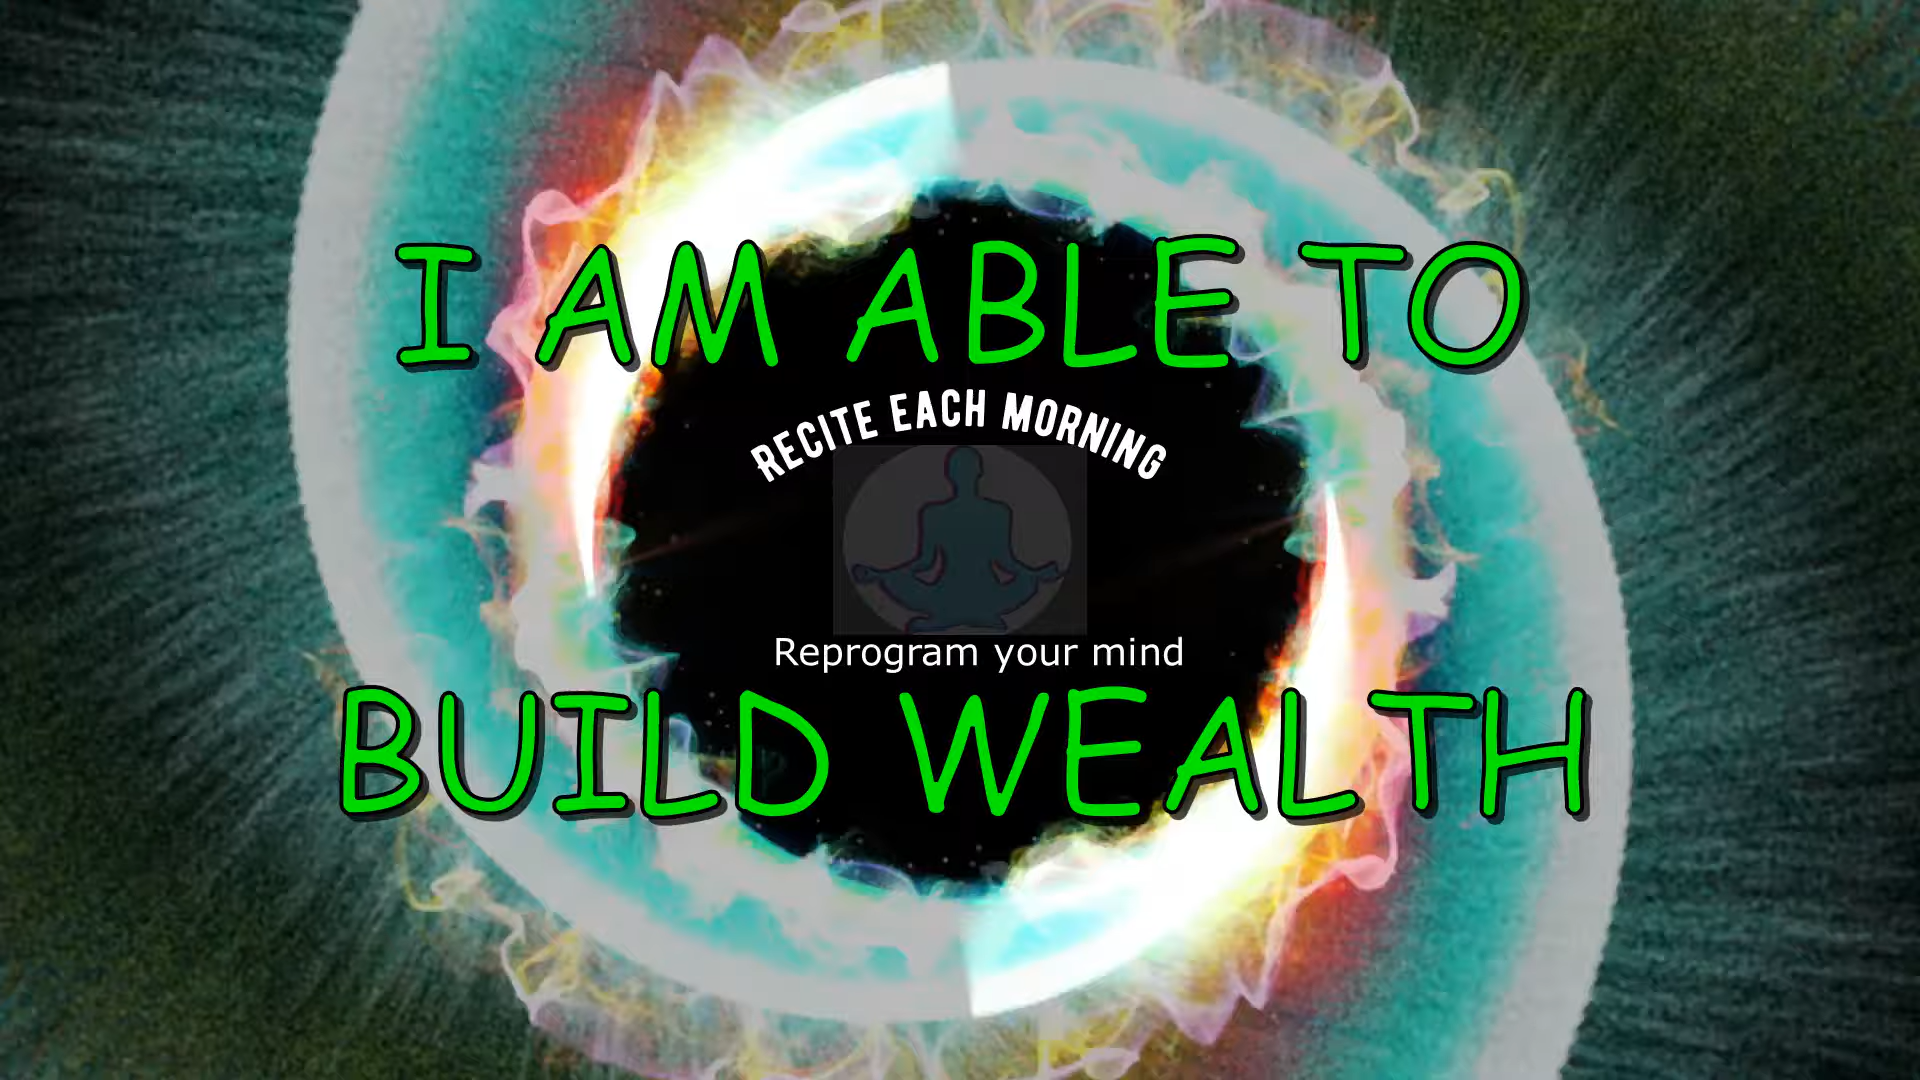 I AM ABLE TO
RECITE EACH MORNING
Reprogram your mind
BUILD WEALTH